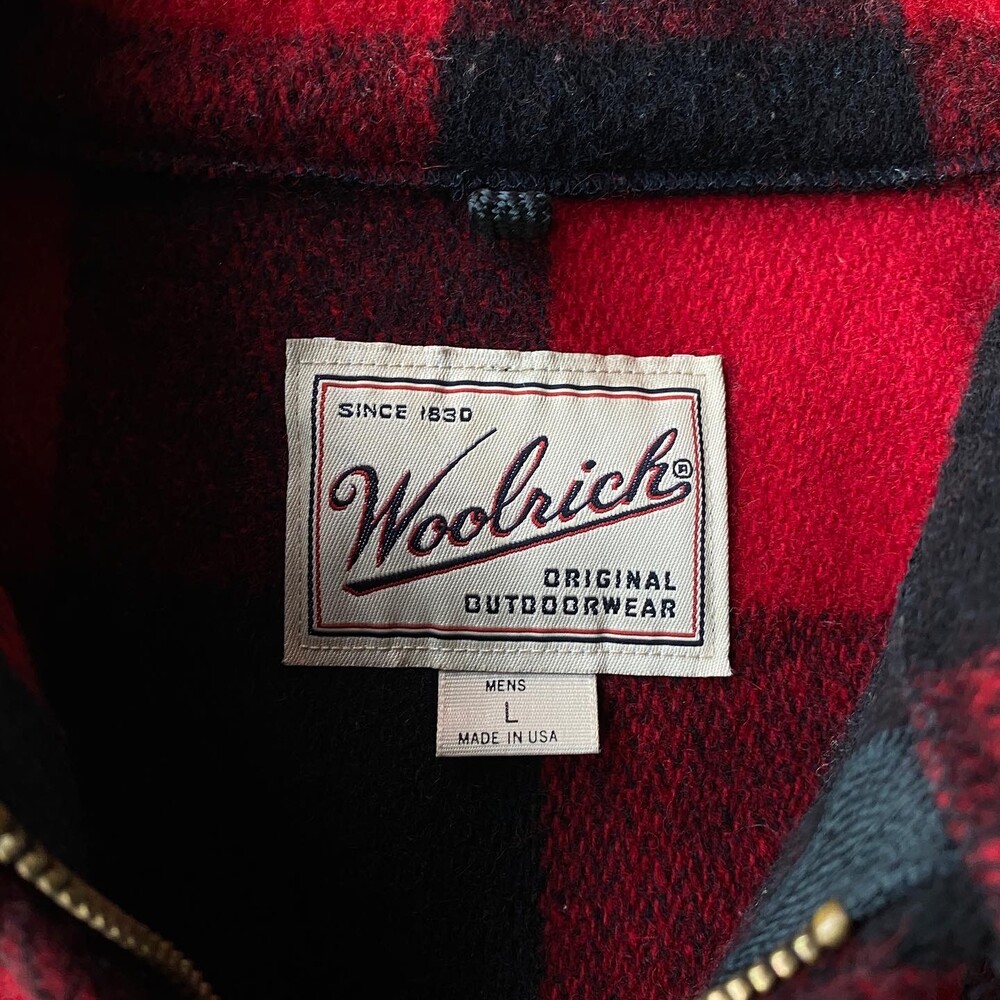 SINCE 1830
Woolrich®
ORIGINAL
OUTDOORWEAR
MENS
L
MADE IN USA